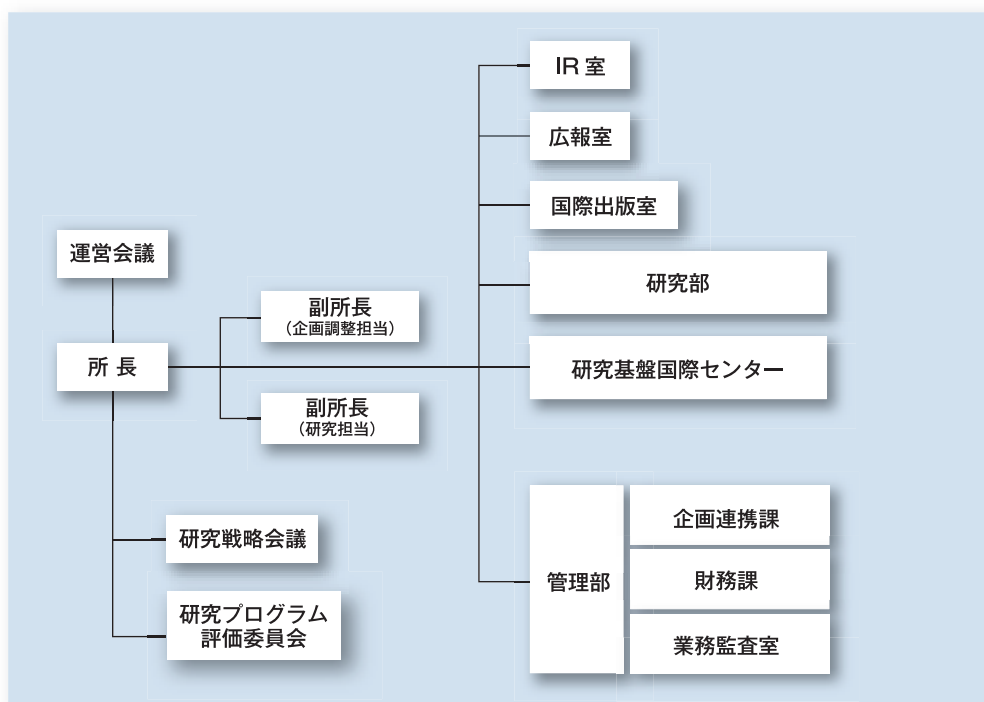 IR 室
広報室
国際出版室
運営会議
研究部
副所長
（企画調整担当）
所 長
研究基盤国際センター
副所長
（研究担当）
企画連携課
研究戦略会議
管理部
財務課
研究プログラム
評価委員会
業務監査室